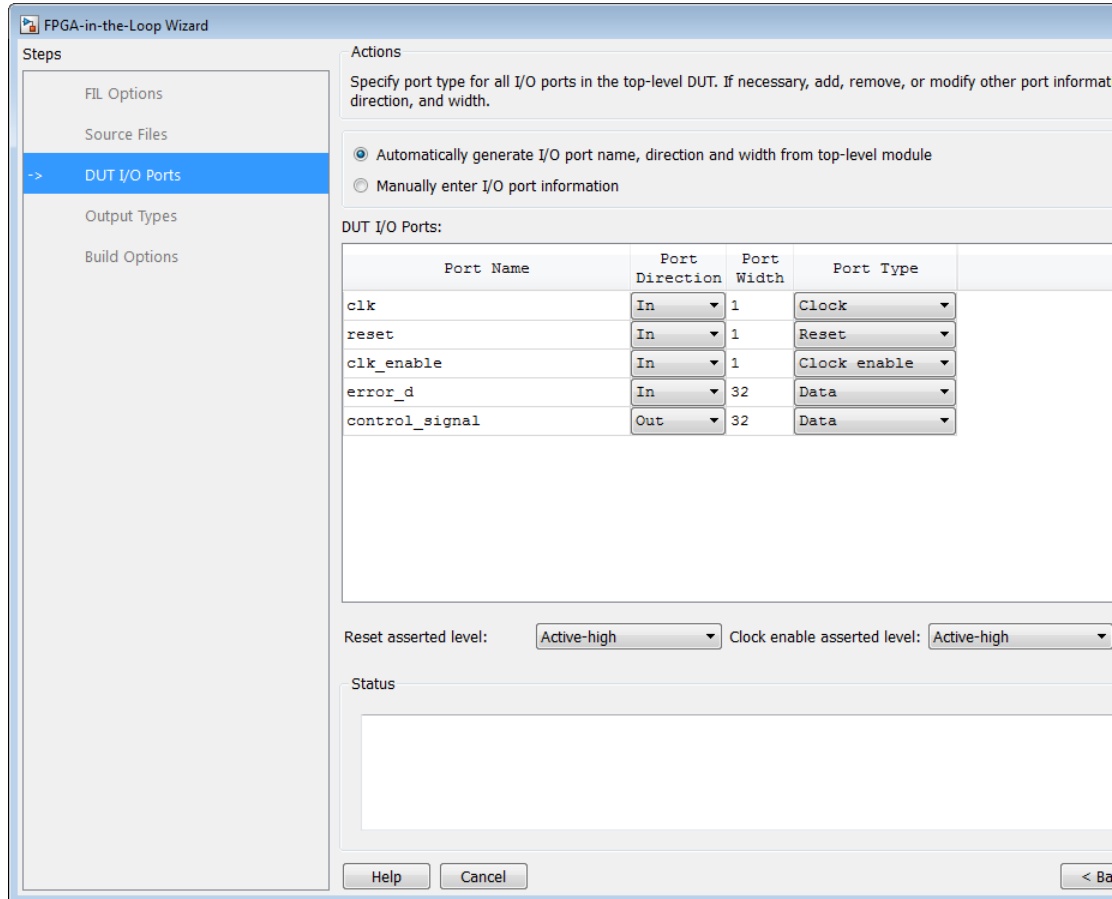 FPGA-in-the-Loop Wizard
Steps
FIL Options
Source Files
-> DUT I/O Ports
Output Types
Build Options
Actions
Specify port type for all I/O ports in the top-level DUT. If necessary, add, remove, or modify other port informat
direction, and width.
Automatically generate I/O port name, direction and width from top-level module
Manually enter I/O port information
DUT I/O Ports:
Port Name Port Direction Port Width Port Type
clk In 1 Clock
reset In 1 Reset
clk_enable In 1 Clock enable
error_d In 32 Data
control_signal Out 32 Data
Reset asserted level: Active-high Clock enable asserted level: Active-high
Status
Help Cancel < Ba